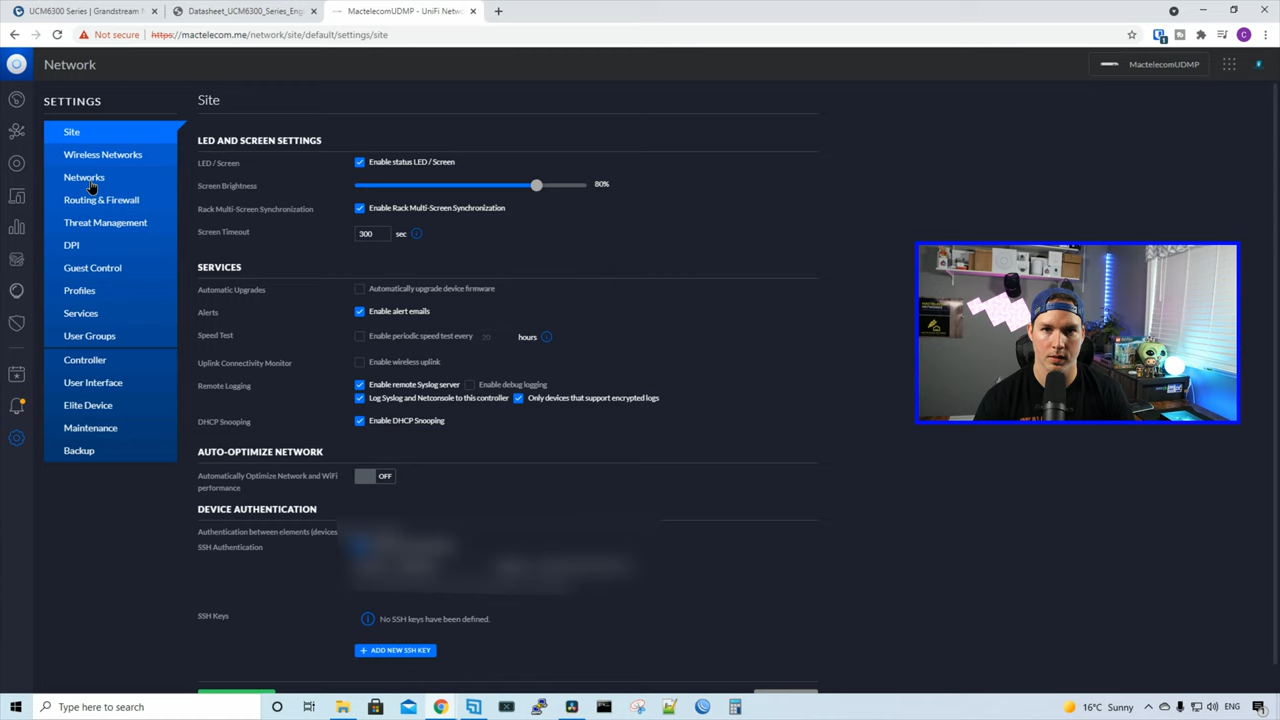 UCM6300 Series | Grandstream
Datasheet_UCM6300_Series_Eng
MactelecomUDMP - UniFi Netwo
Not secure
https://mactelecom.me/network/site/default/settings/site
Network
MactelecomUDMP
SETTINGS
Site
Wireless Networks
Networks
Routing & Firewall
Threat Management
DPI
Guest Control
Profiles
Services
User Groups
Controller
User Interface
Elite Device
Maintenance
Backup
Site
LED AND SCREEN SETTINGS
LED / Screen Enable status LED / Screen
Screen Brightness 80%
Rack Multi-Screen Synchronization Enable Rack Multi-Screen Synchronization
Screen Timeout 300 sec
SERVICES
Automatic Upgrades Automatically upgrade device firmware
Alerts Enable alert emails
Speed Test Enable periodic speed test every 20 hours
Uplink Connectivity Monitor Enable wireless uplink
Remote Logging Enable remote Syslog server Enable debug logging
Log Syslog and Netconsole to this controller Only devices that support encrypted logs
DHCP Snooping Enable DHCP Snooping
AUTO-OPTIMIZE NETWORK
Automatically Optimize Network and WiFi
performance
OFF
DEVICE AUTHENTICATION
Authentication between elements (devices
SSH Authentication
SSH Keys No SSH keys have been defined.
+ ADD NEW SSH KEY
Type here to search
16°C Sunny
ENG